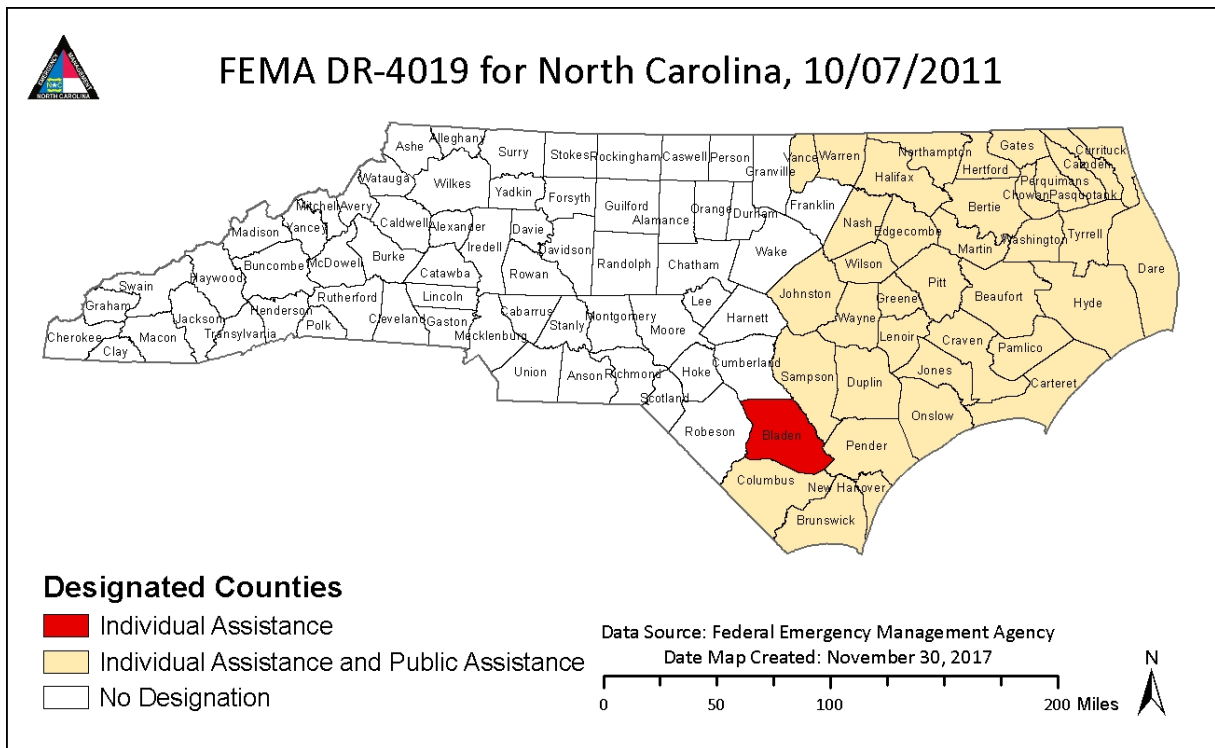 FEMA DR-4019 for North Carolina, 10/07/2011
EMERGENCY
MANAGEMENT
NC
NORTH CAROLINA
Ashe
Alleghany
Surry
Stokes
Rockingham
Caswell
Person
Granville
Vance
Warren
Northampton
Gates
Currituck
Camden
Hertford
Halifax
Perquimans
Chowan
Pasquotank
Watauga
Wilkes
Yadkin
Forsyth
Guilford
Alamance
Orange
Durham
Franklin
Bertie
Mitchell
Avery
Yancey
Caldwell
Alexander
Davie
Iredell
Davidson
Nash
Edgecombe
Martin
Washington
Tyrrell
Dare
Madison
Buncombe
McDowell
Burke
Catawba
Rowan
Randolph
Chatham
Wake
Wilson
Pitt
Beaufort
Hyde
Johnston
Greene
Haywood
Swain
Graham
Rutherford
Lincoln
Cabarrus
Stanly
Montgomery
Moore
Lee
Harnett
Wayne
Lenoir
Craven
Pamlico
Cherokee
Clay
Macon
Jackson
Transylvania
Henderson
Polk
Cleveland
Gaston
Mecklenburg
Union
Anson
Richmond
Scotland
Hoke
Cumberland
Sampson
Duplin
Jones
Carteret
Onslow
Robeson
Bladen
Pender
Columbus
New Hanover
Brunswick
Designated Counties
Individual Assistance
Individual Assistance and Public Assistance
No Designation
Data Source: Federal Emergency Management Agency
Date Map Created: November 30, 2017
0 50 100 200 Miles
N